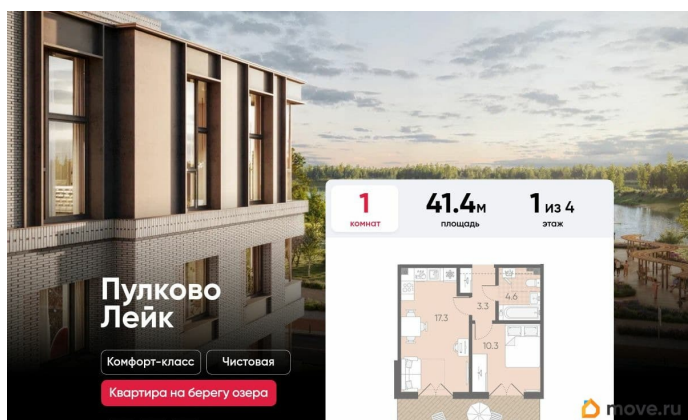 1
комнат
41.4м
площадь
1 из 4
этаж
Пулково
Лейк
Комфорт-класс
Чистовая
Квартира на берегу озера
17.3
3.3
4.6
10.3
move.ru